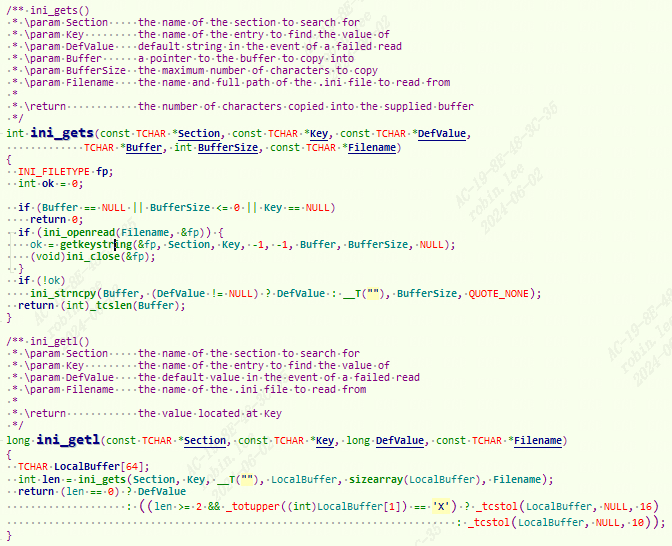 /** ini_gets()
 * \param Section     the name of the section to search for
 * \param Key         the name of the entry to find the value of
 * \param DefValue    default string in the event of a failed read
 * \param Buffer      a pointer to the buffer to copy into
 * \param BufferSize  the maximum number of characters to copy
 * \param Filename    the name and full path of the .ini file to read from
 *
 * \return            the number of characters copied into the supplied buffer
 */
int ini_gets(const TCHAR *Section, const TCHAR *Key, const TCHAR *DefValue,
             TCHAR *Buffer, int BufferSize, const TCHAR *Filename)
{
  INI_FILETYPE fp;
  int ok = 0;

  if (Buffer == NULL || BufferSize <= 0 || Key == NULL)
    return 0;
  if (ini_openread(Filename, &fp)) {
    ok = getkeystring(&fp, Section, Key, -1, -1, Buffer, BufferSize, NULL);
    (void)ini_close(&fp);
  }
  if (!ok)
    ini_strncpy(Buffer, (DefValue != NULL) ? DefValue : __T(""), BufferSize, QUOTE_NONE);
  return (int)_tcslen(Buffer);
}

/** ini_getl()
 * \param Section     the name of the section to search for
 * \param Key         the name of the entry to find the value of
 * \param DefValue    the default value in the event of a failed read
 * \param Filename    the name of the .ini file to read from
 *
 * \return            the value located at Key
 */
long ini_getl(const TCHAR *Section, const TCHAR *Key, long DefValue, const TCHAR *Filename)
{
  TCHAR LocalBuffer[64];
  int len = ini_gets(Section, Key, __T(""), LocalBuffer, sizearray(LocalBuffer), Filename);
  return (len == 0) ? DefValue
                    : ((len >= 2 && _totupper((int)LocalBuffer[1]) == 'X') ? _tcstol(LocalBuffer, NULL, 16)
                                                                           : _tcstol(LocalBuffer, NULL, 10));
}
AC-19-8E-48-3C-35
robin.lee
2024-06-02